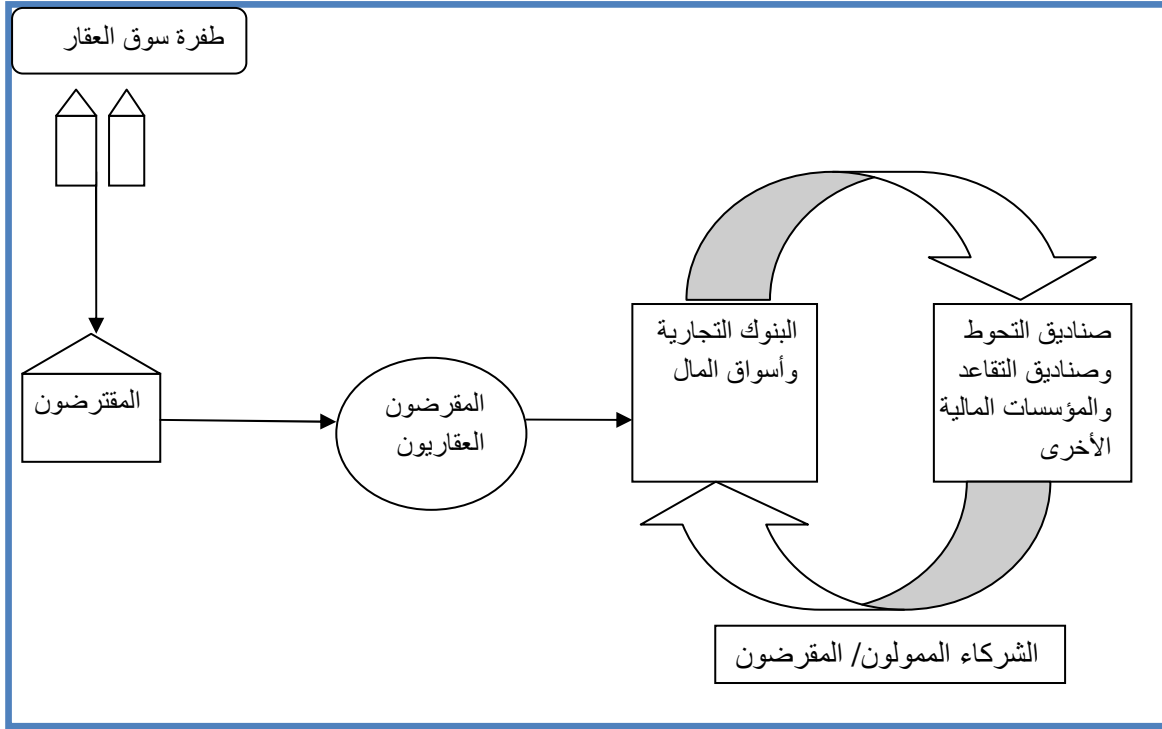 طفرة سوق العقار
المقترضون
المقرضون
العقاريون
البنوك التجارية
وأسواق المال
صناديق التحوط
وصناديق التقاعد
والمؤسسات المالية
الأخرى
الشركاء الممولون/ المقرضون